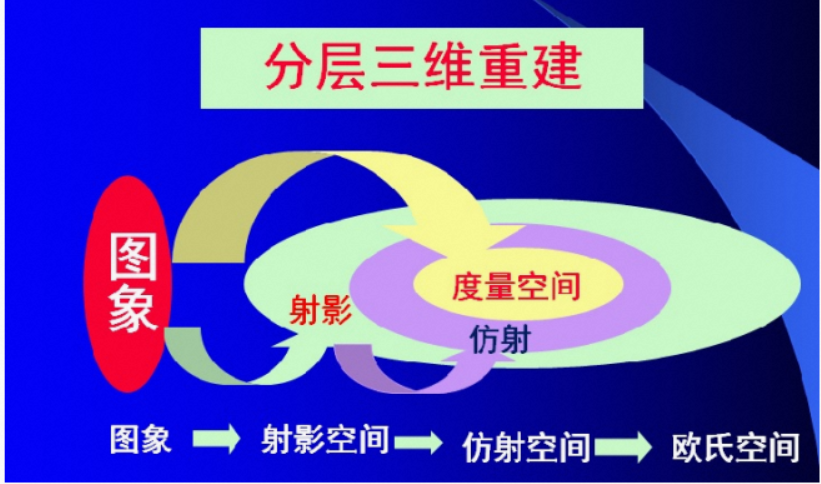 分层三维重建
图象
度量空间
射影
仿射
图象 射影空间 仿射空间 欧氏空间